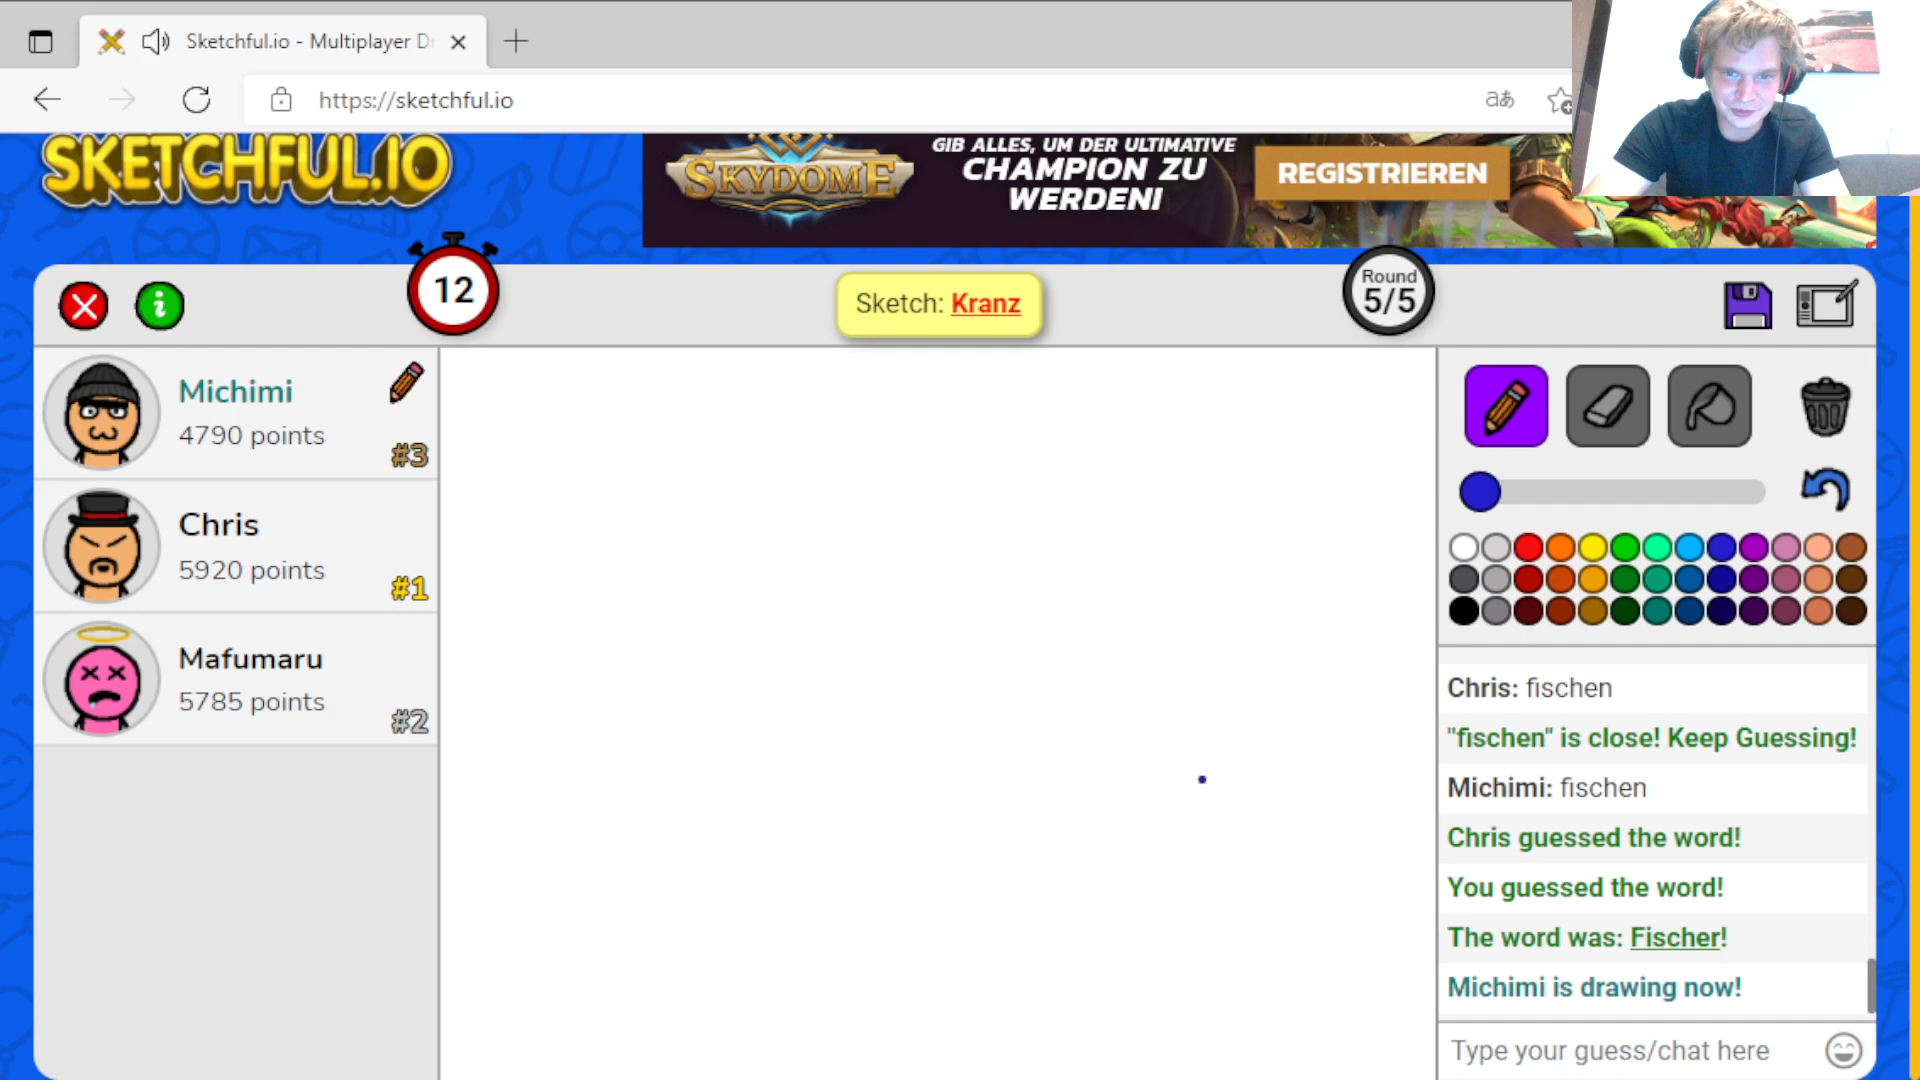 Sketchful.io - Multiplayer D
https://sketchful.io
aあ
SKETCHFUL.IO
SKYDOME
GIB ALLES, UM DER ULTIMATIVE
CHAMPION ZU
WERDEN!
REGISTRIEREN
12
Sketch: Kranz
Round
5/5
Michimi
4790 points
#3
Chris
5920 points
#1
Mafumaru
5785 points
#2
Chris: fischen
"fischen" is close! Keep Guessing!
Michimi: fischen
Chris guessed the word!
You guessed the word!
The word was: Fischer!
Michimi is drawing now!
Type your guess/chat here